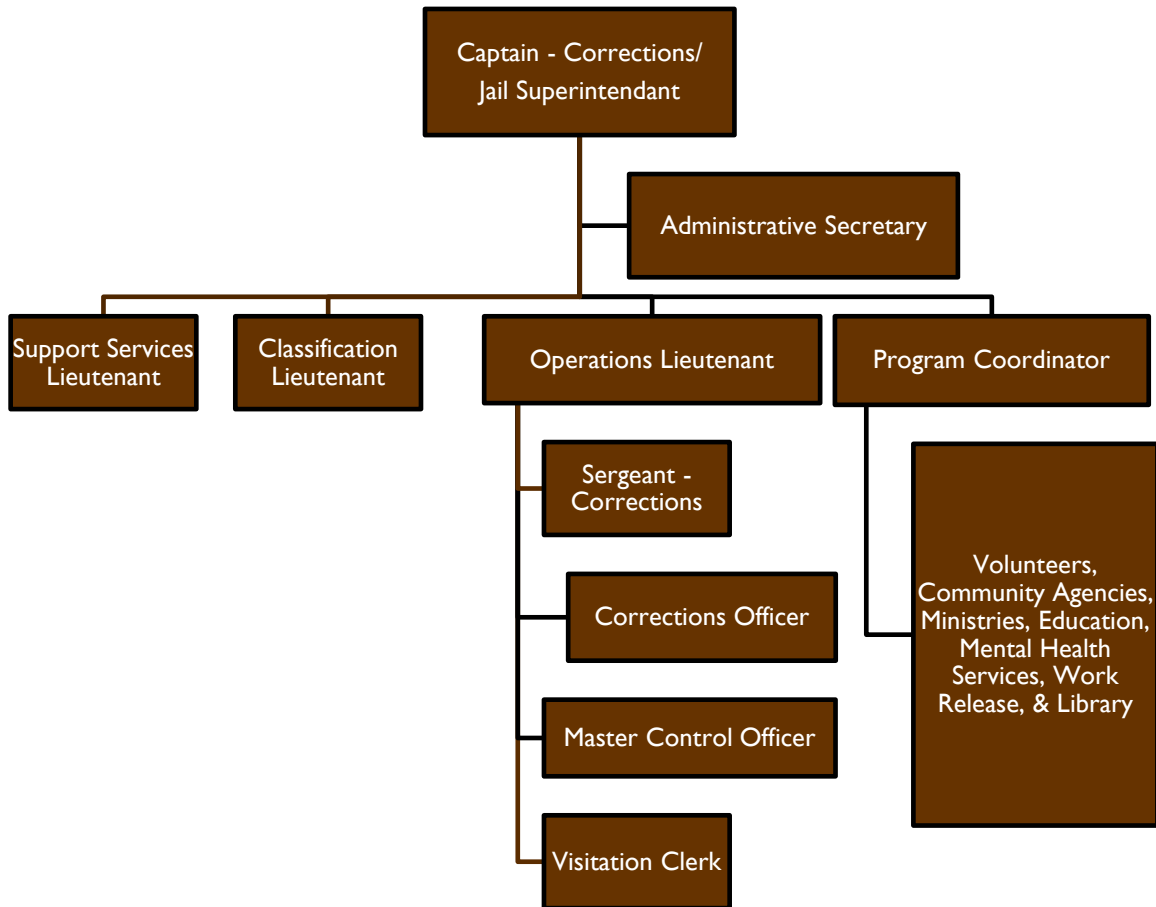 Captain - Corrections/
Jail Superintendant
Administrative Secretary
Support Services
Lieutenant
Classification
Lieutenant
Operations Lieutenant
Program Coordinator
Sergeant -
Corrections
Corrections Officer
Master Control Officer
Visitation Clerk
Volunteers,
Community Agencies,
Ministries, Education,
Mental Health
Services, Work
Release, & Library